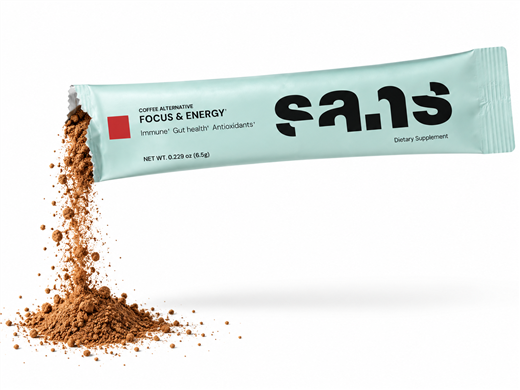 COFFEE ALTERNATIVE
FOCUS & ENERGY⁺
Immune⁺ Gut health⁺ Antioxidants⁺
NET WT. 0.229 oz (6.5g)
sans
Dietary Supplement